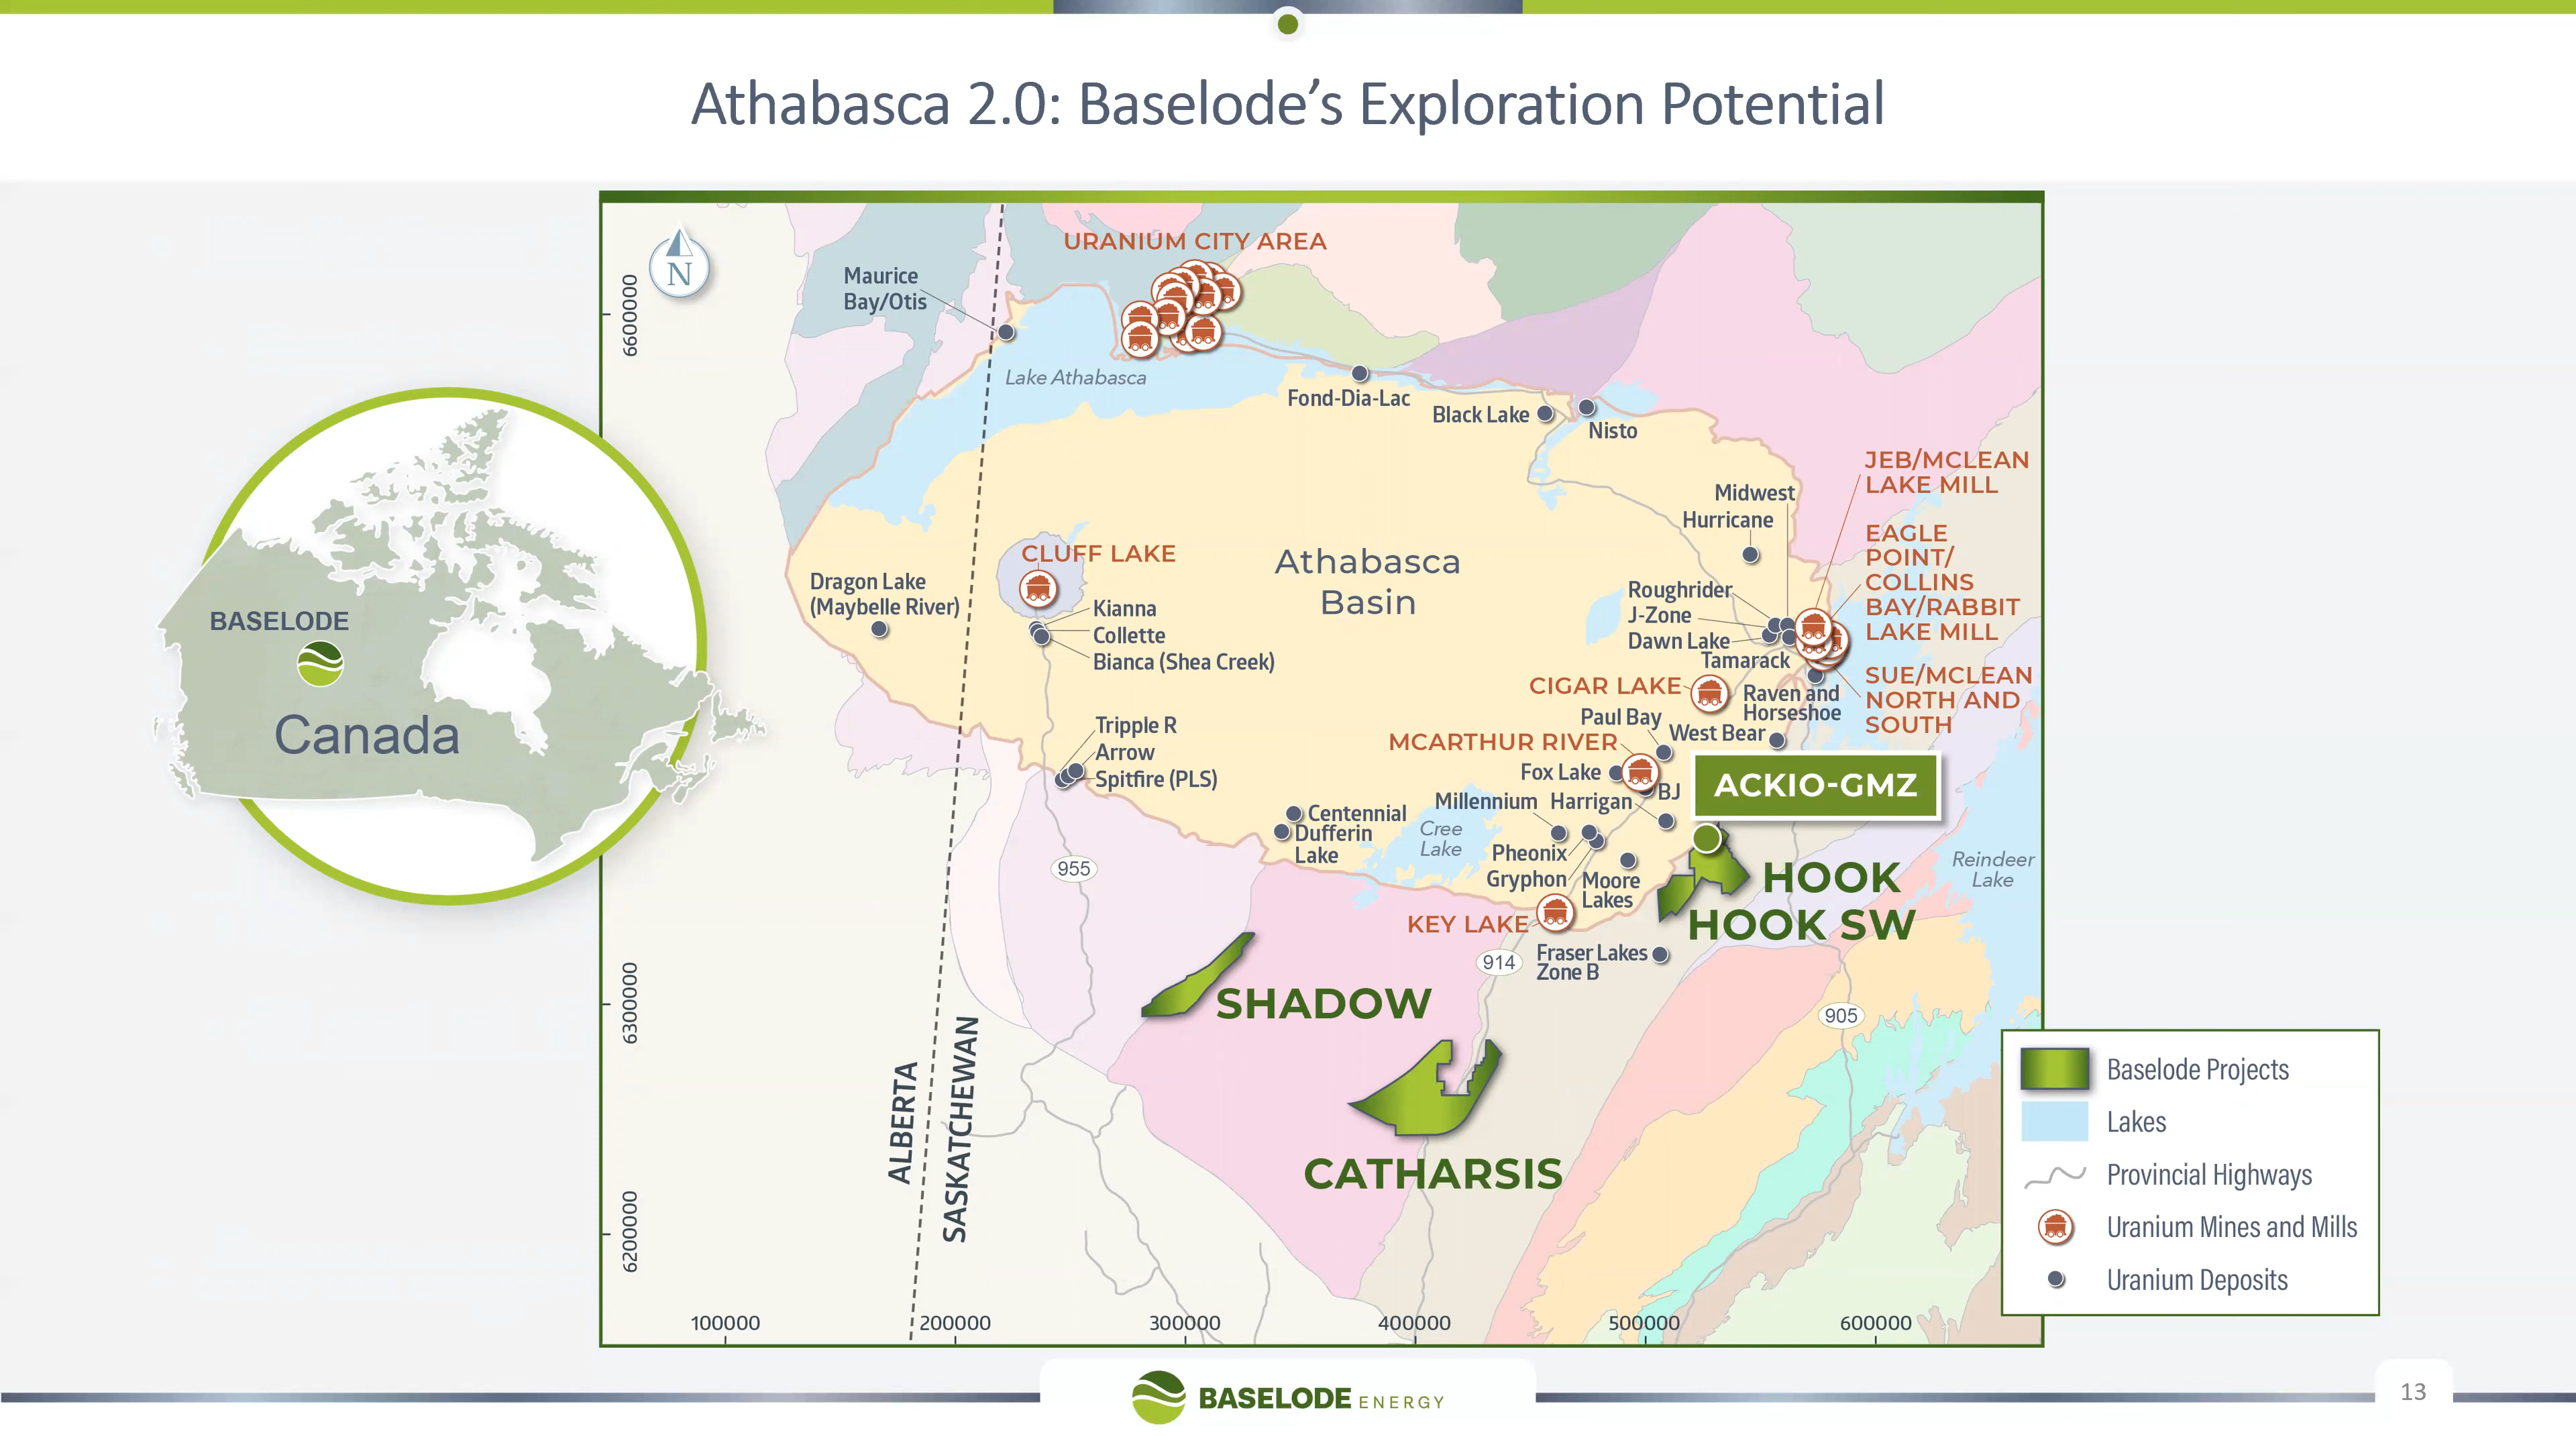 Athabasca 2.0: Baselode’s Exploration Potential
N
URANIUM CITY AREA
Maurice
Bay/Otis
6600000
Lake Athabasca
Fond-Dia-Lac
Black Lake
Nisto
JEB/MCLEAN
LAKE MILL
Midwest
Hurricane
EAGLE
POINT/
COLLINS
BAY/RABBIT
LAKE MILL
CLUFF LAKE
Athabasca
Basin
Dragon Lake
(Maybelle River)
Kianna
Collette
Bianca (Shea Creek)
Roughrider
J-Zone
Dawn Lake
Tamarack
BASELODE
Canada
CIGAR LAKE
Raven and
Horseshoe
SUE/MCLEAN
NORTH AND
SOUTH
Paul Bay
West Bear
MCARTHUR RIVER
Tripple R
Arrow
Spitfire (PLS)
Fox Lake
BJ
ACKIO-GMZ
Millennium
Harrigan
Centennial
Dufferin
Lake
Cree
Lake
Pheonix
Gryphon
Moore
Lakes
955
HOOK
HOOK SW
Reindeer
Lake
KEY LAKE
914
Fraser Lakes
Zone B
SHADOW
6300000
905
ALBERTA
SASKATCHEWAN
CATHARSIS
6200000
Baselode Projects
Lakes
Provincial Highways
Uranium Mines and Mills
Uranium Deposits
100000
200000
300000
400000
500000
600000
BASELODE ENERGY
13